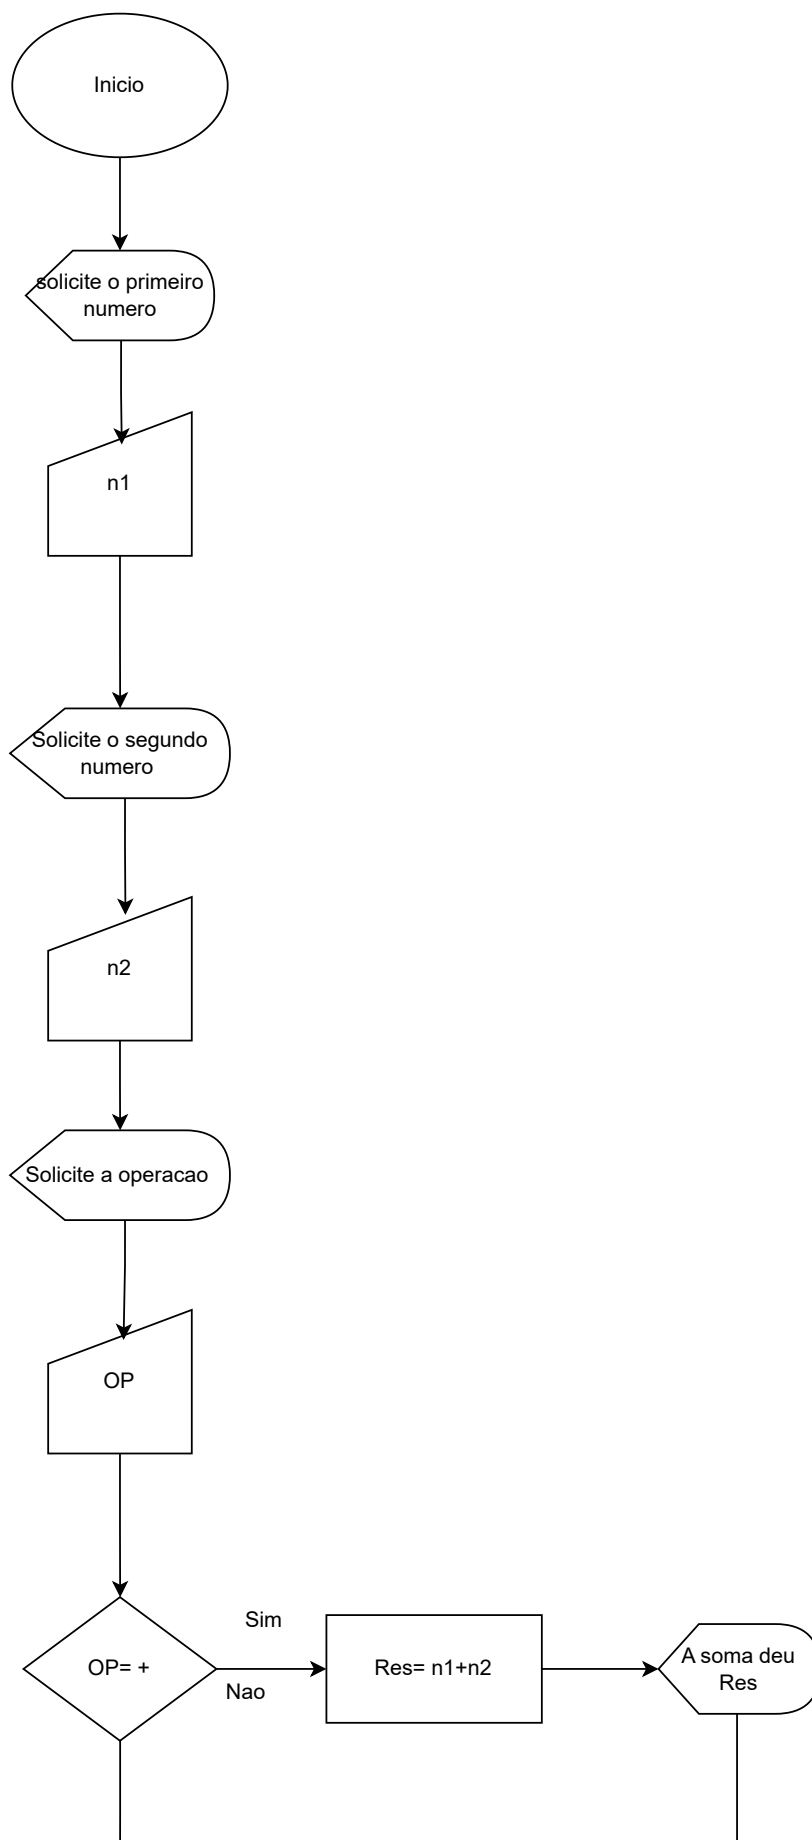 Inicio
solicite o primeiro
numero
n1
Solicite o segundo
numero
n2
Solicite a operacao
OP
OP= +
Sim
Nao
Res= n1+n2
A soma deu
Res